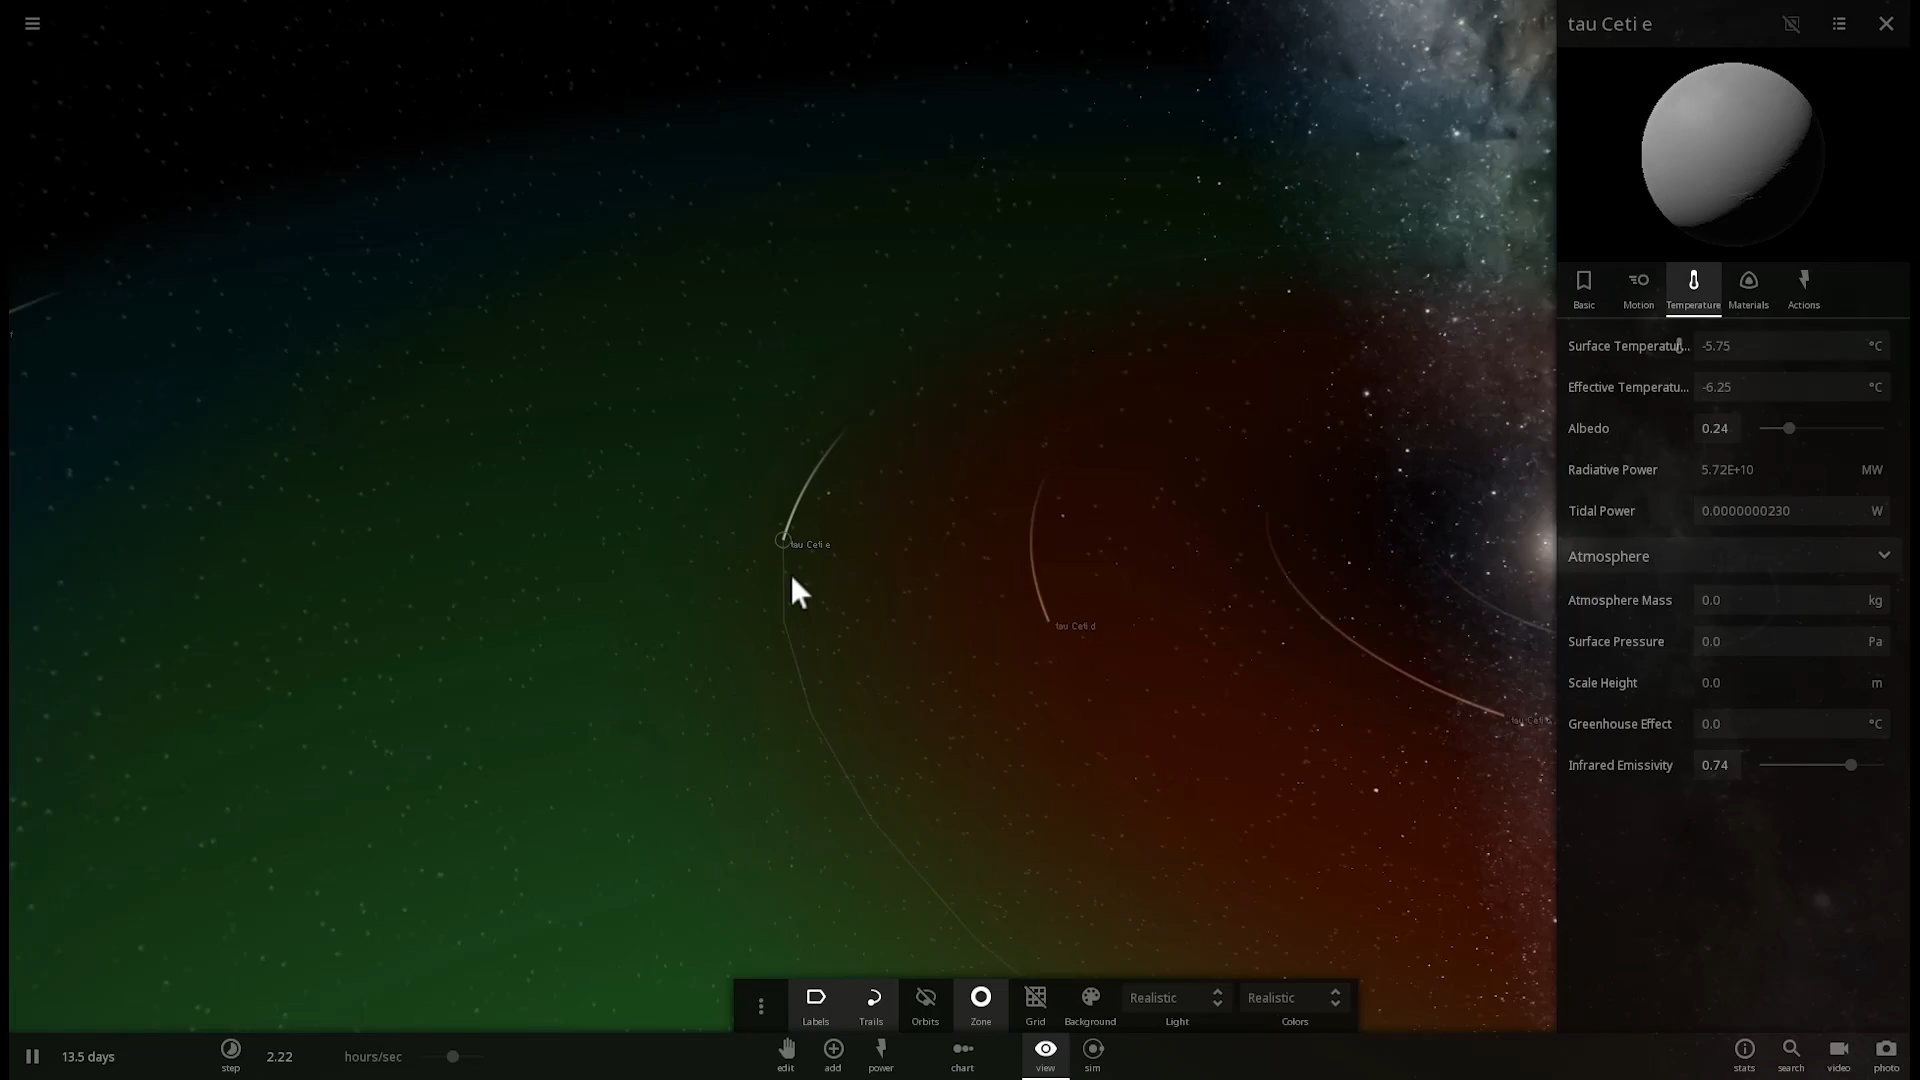 tau Ceti e
Basic
Motion
Temperature
Materials
Actions
Surface Temperatur... -5.75 °C
Effective Temperatu... -6.25 °C
Albedo 0.24
Radiative Power 5.72E+10 MW
Tidal Power 0.0000000230 W
Atmosphere
Atmosphere Mass 0.0 kg
Surface Pressure 0.0 Pa
Scale Height 0.0 m
Greenhouse Effect 0.0 °C
Infrared Emissivity 0.74
f
tau Ceti e
tau Ceti d
tau Ceti
Labels
Trails
Orbits
Zone
Grid
Background
Realistic
Light
Realistic
Colors
13.5 days
step
2.22 hours/sec
edit
add
power
chart
view
sim
stats
search
video
photo